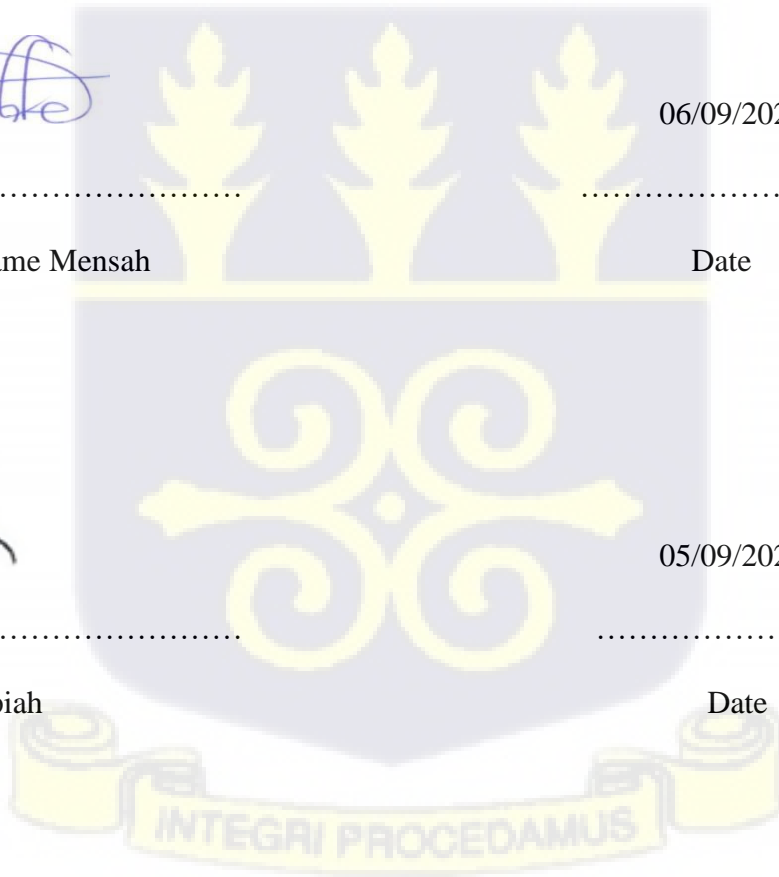 06/09/202
…………………… …………………
ame Mensah Date
05/09/202
…………………… …………………
piah Date
INTEGRI PROCEDAMUS